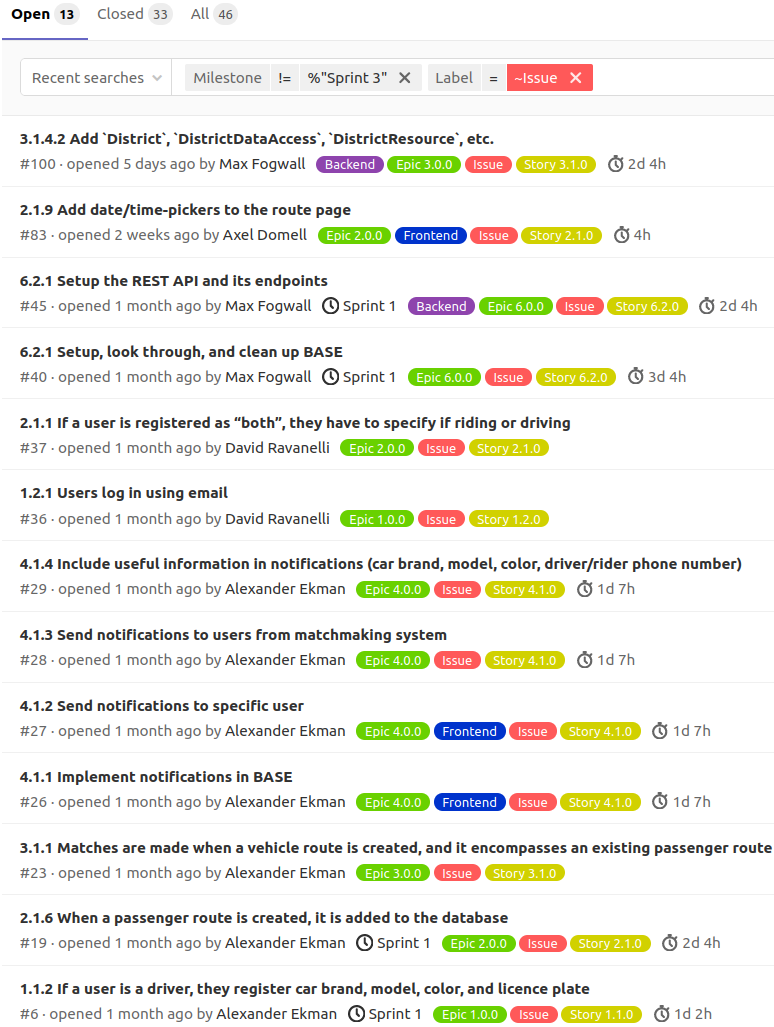 Open 13 Closed 33 All 46
Recent searches Milestone != %"Sprint 3" Label = ~Issue
3.1.4.2 Add `District`, `DistrictDataAccess`, `DistrictResource`, etc.
#100 · opened 5 days ago by Max Fogwall Backend Epic 3.0.0 Issue Story 3.1.0 2d 4h
2.1.9 Add date/time-pickers to the route page
#83 · opened 2 weeks ago by Axel Domell Epic 2.0.0 Frontend Issue Story 2.1.0 4h
6.2.1 Setup the REST API and its endpoints
#45 · opened 1 month ago by Max Fogwall Sprint 1 Backend Epic 6.0.0 Issue Story 6.2.0 2d 4h
6.2.1 Setup, look through, and clean up BASE
#40 · opened 1 month ago by Max Fogwall Sprint 1 Epic 6.0.0 Issue Story 6.2.0 3d 4h
2.1.1 If a user is registered as “both”, they have to specify if riding or driving
#37 · opened 1 month ago by David Ravanelli Epic 2.0.0 Issue Story 2.1.0
1.2.1 Users log in using email
#36 · opened 1 month ago by David Ravanelli Epic 1.0.0 Issue Story 1.2.0
4.1.4 Include useful information in notifications (car brand, model, color, driver/rider phone number)
#29 · opened 1 month ago by Alexander Ekman Epic 4.0.0 Issue Story 4.1.0 1d 7h
4.1.3 Send notifications to users from matchmaking system
#28 · opened 1 month ago by Alexander Ekman Epic 4.0.0 Issue Story 4.1.0 1d 7h
4.1.2 Send notifications to specific user
#27 · opened 1 month ago by Alexander Ekman Epic 4.0.0 Frontend Issue Story 4.1.0 1d 7h
4.1.1 Implement notifications in BASE
#26 · opened 1 month ago by Alexander Ekman Epic 4.0.0 Frontend Issue Story 4.1.0 1d 7h
3.1.1 Matches are made when a vehicle route is created, and it encompasses an existing passenger route
#23 · opened 1 month ago by Alexander Ekman Epic 3.0.0 Issue Story 3.1.0
2.1.6 When a passenger route is created, it is added to the database
#19 · opened 1 month ago by Alexander Ekman Sprint 1 Epic 2.0.0 Issue Story 2.1.0 2d 4h
1.1.2 If a user is a driver, they register car brand, model, color, and licence plate
#6 · opened 1 month ago by Alexander Ekman Sprint 1 Epic 1.0.0 Issue Story 1.1.0 1d 2h